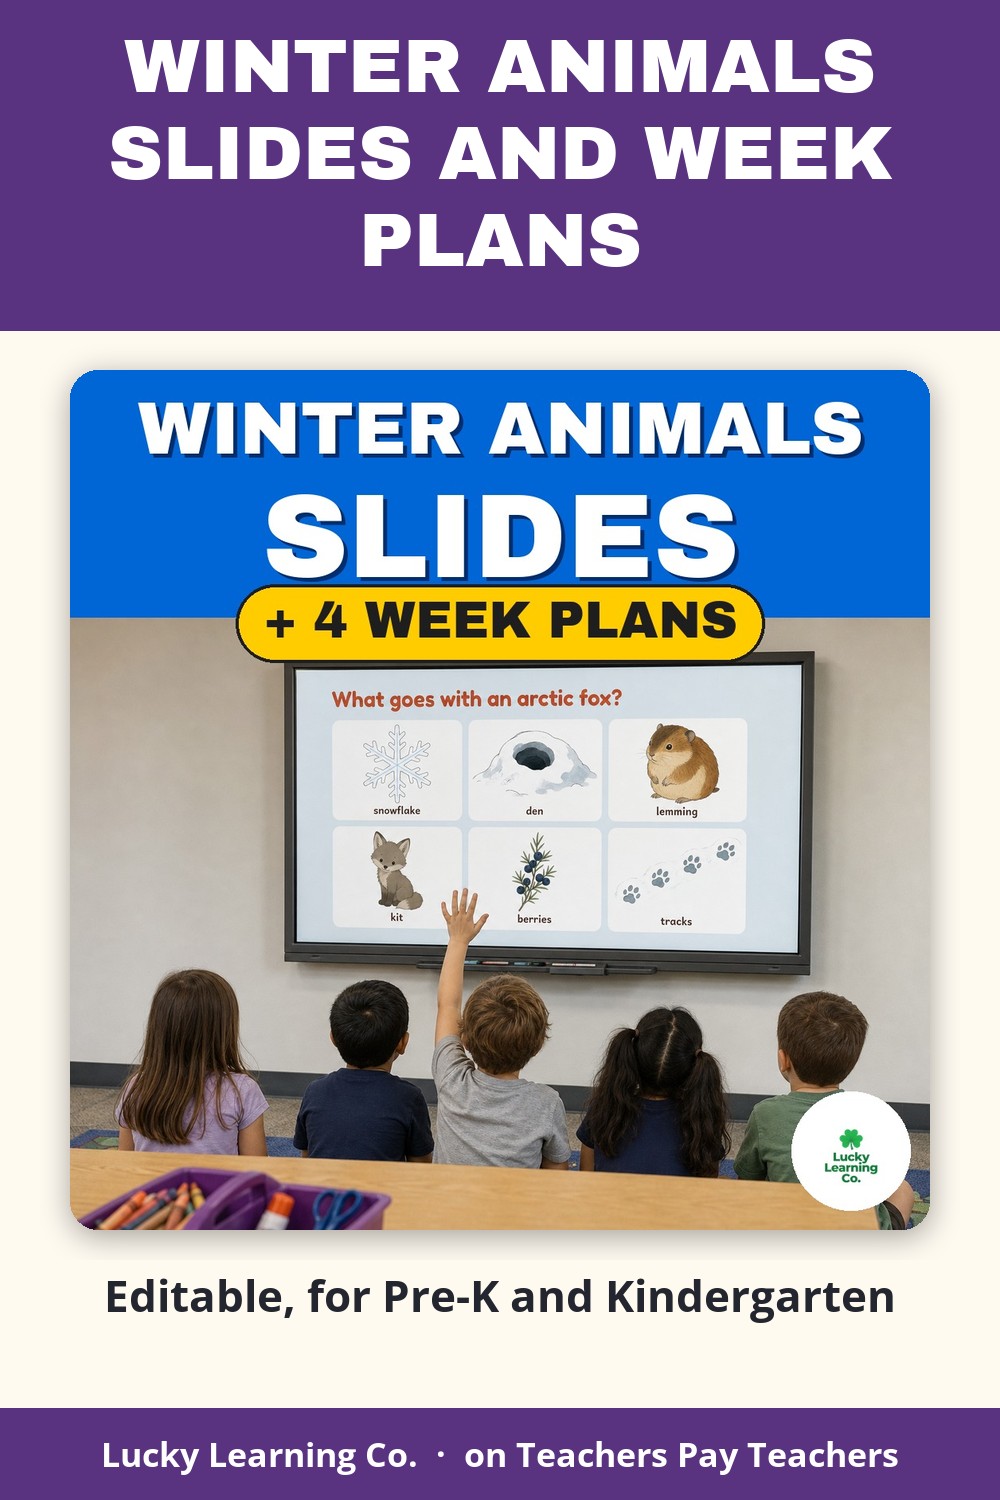 WINTER ANIMALS
SLIDES AND WEEK
PLANS
WINTER ANIMALS
SLIDES
+ 4 WEEK PLANS
What goes with an arctic fox?
snowflake
den
lemming
kit
berries
tracks
Lucky
Learning
Co.
Editable, for Pre-K and Kindergarten
Lucky Learning Co. · on Teachers Pay Teachers